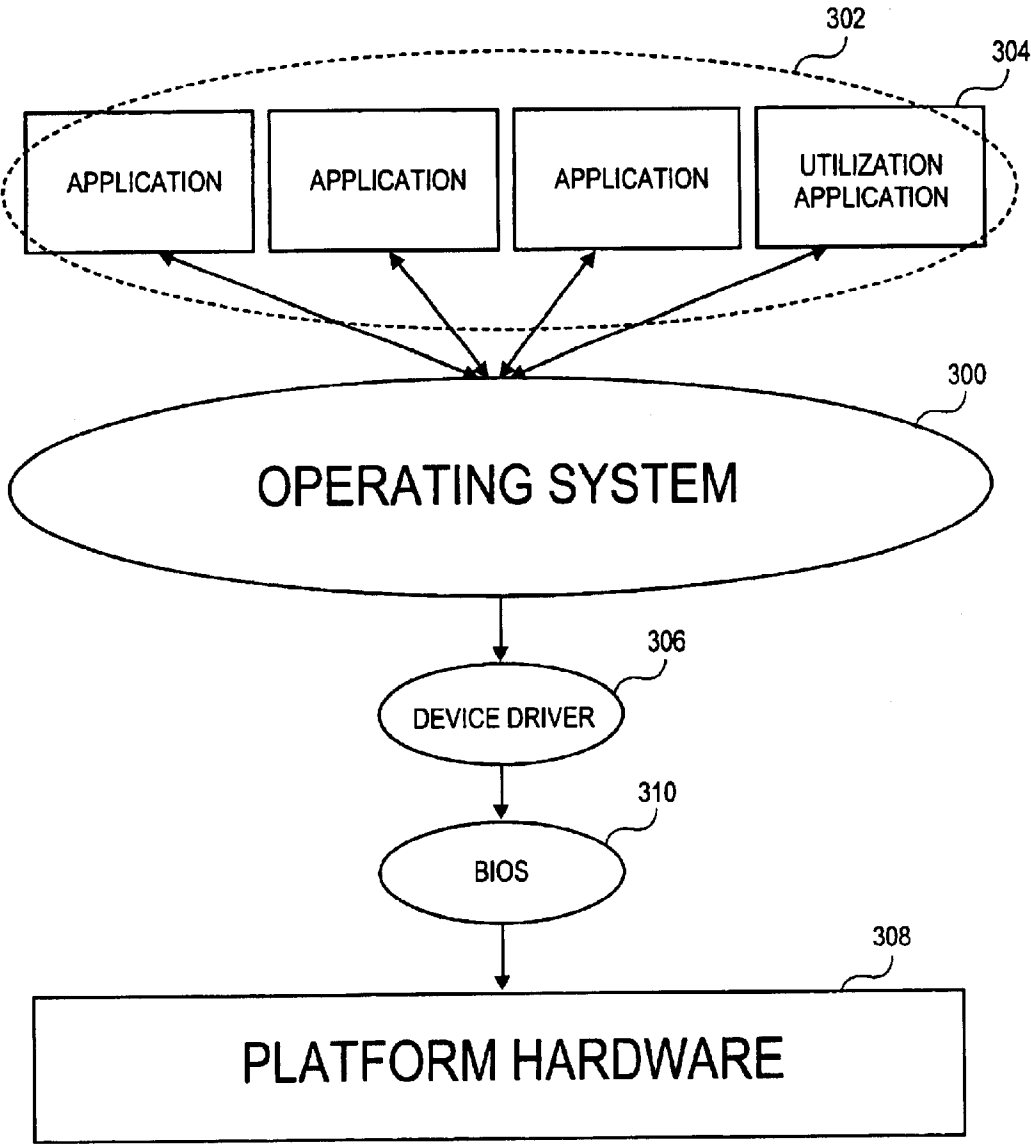 302
304
APPLICATION
APPLICATION
APPLICATION
UTILIZATION
APPLICATION
300
OPERATING SYSTEM
306
DEVICE DRIVER
310
BIOS
308
PLATFORM HARDWARE